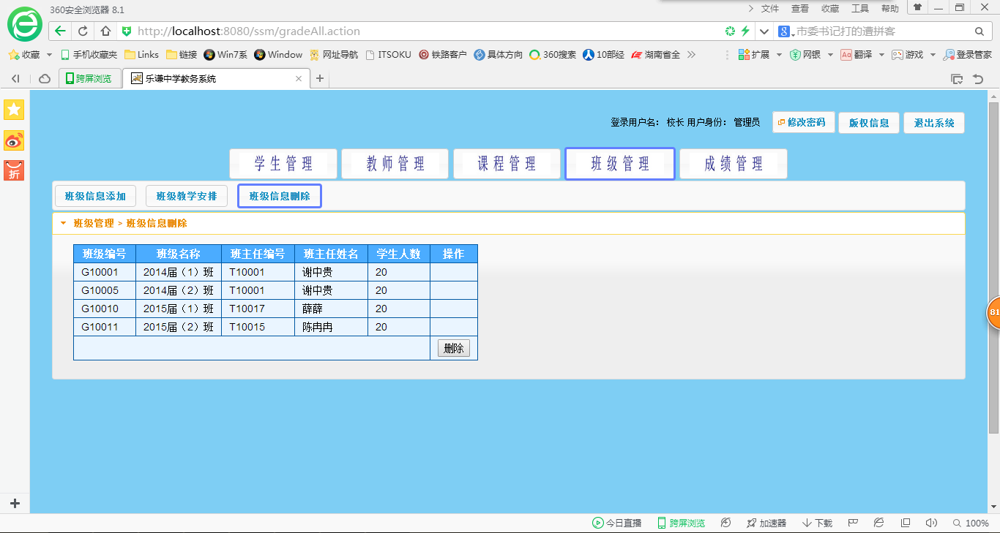 360安全浏览器 8.1
文件 查看 收藏 工具 帮助
http://localhost:8080/ssm/gradeAll.action
市委书记打的遭拼客
收藏 手机收藏夹 Links 链接 Win7系 Window 网址导航 ITSOKU 铁路客户 具体方向 360搜索 10部经 湖南省全 扩展 网银 Aa 翻译 游戏 登录管家
跨屏浏览 乐谦中学教务系统
折
登录用户名： 校长 用户身份： 管理员 修改密码 版权信息 退出系统
学生管理 教师管理 课程管理 班级管理 成绩管理
班级信息添加 班级教学安排 班级信息删除
班级管理 > 班级信息删除
班级编号 班级名称 班主任编号 班主任姓名 学生人数 操作
G10001 2014届（1）班 T10001 谢中贵 20
G10005 2014届（2）班 T10001 谢中贵 20
G10010 2015届（1）班 T10017 薛薛 20
G10011 2015届（2）班 T10015 陈冉冉 20
删除
81
今日直播 跨屏浏览 加速器 下载 100%